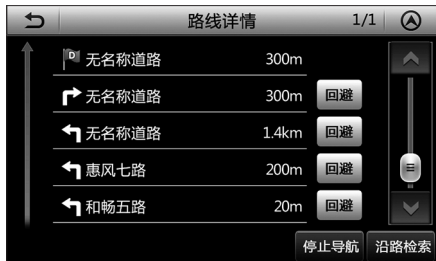 路线详情 1/1
D 无名称道路 300m
无名称道路 300m 回避
无名称道路 1.4km 回避
惠风七路 200m 回避
和畅五路 20m 回避
停止导航 沿路检索